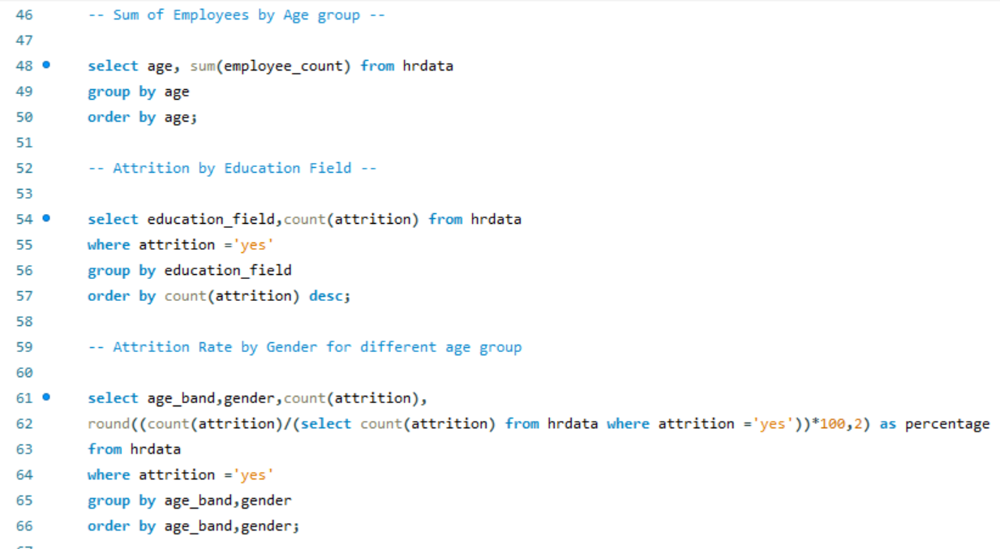 46 -- Sum of Employees by Age group --
47
48 select age, sum(employee_count) from hrdata
49 group by age
50 order by age;
51
52 -- Attrition by Education Field --
53
54 select education_field,count(attrition) from hrdata
55 where attrition ='yes'
56 group by education_field
57 order by count(attrition) desc;
58
59 -- Attrition Rate by Gender for different age group
60
61 select age_band,gender,count(attrition),
62 round((count(attrition)/(select count(attrition) from hrdata where attrition ='yes'))*100,2) as percentage
63 from hrdata
64 where attrition ='yes'
65 group by age_band,gender
66 order by age_band,gender;